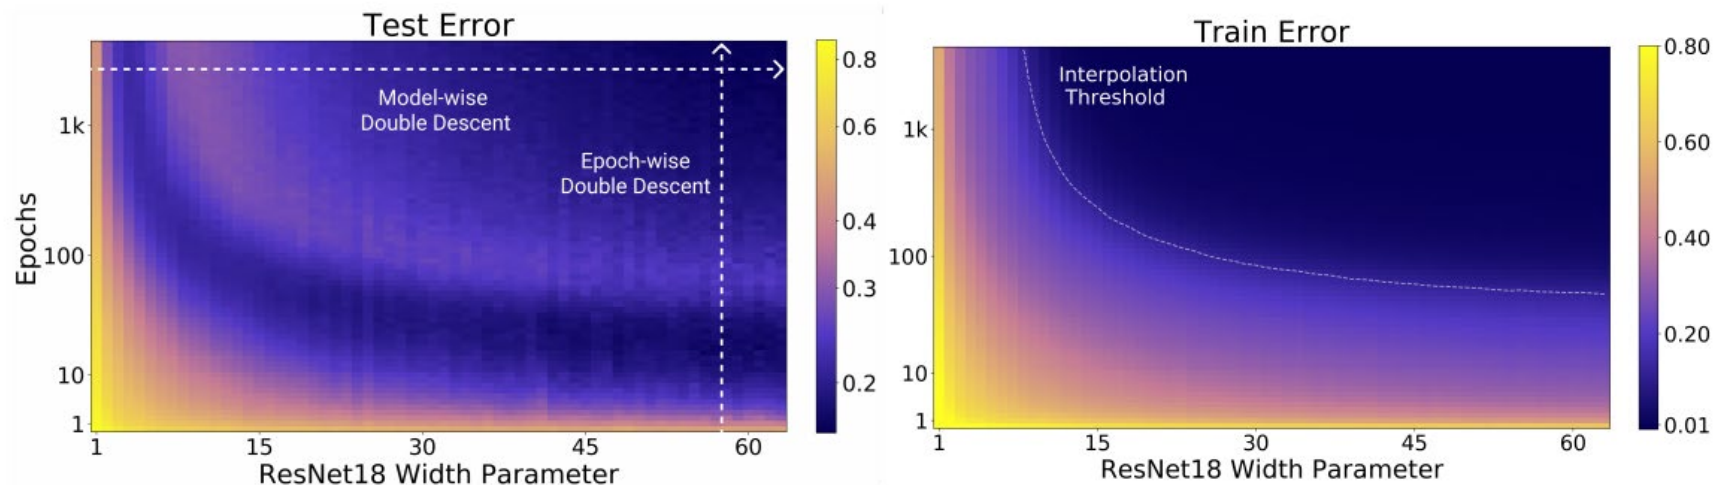 Test Error
Model-wise
Double Descent
Epoch-wise
Double Descent
Epochs
1k
100
10
1
1
15
30
45
60
ResNet18 Width Parameter
0.8
0.6
0.4
0.3
0.2
Train Error
Interpolation
Threshold
1k
100
10
1
1
15
30
45
60
ResNet18 Width Parameter
0.80
0.60
0.40
0.20
0.01